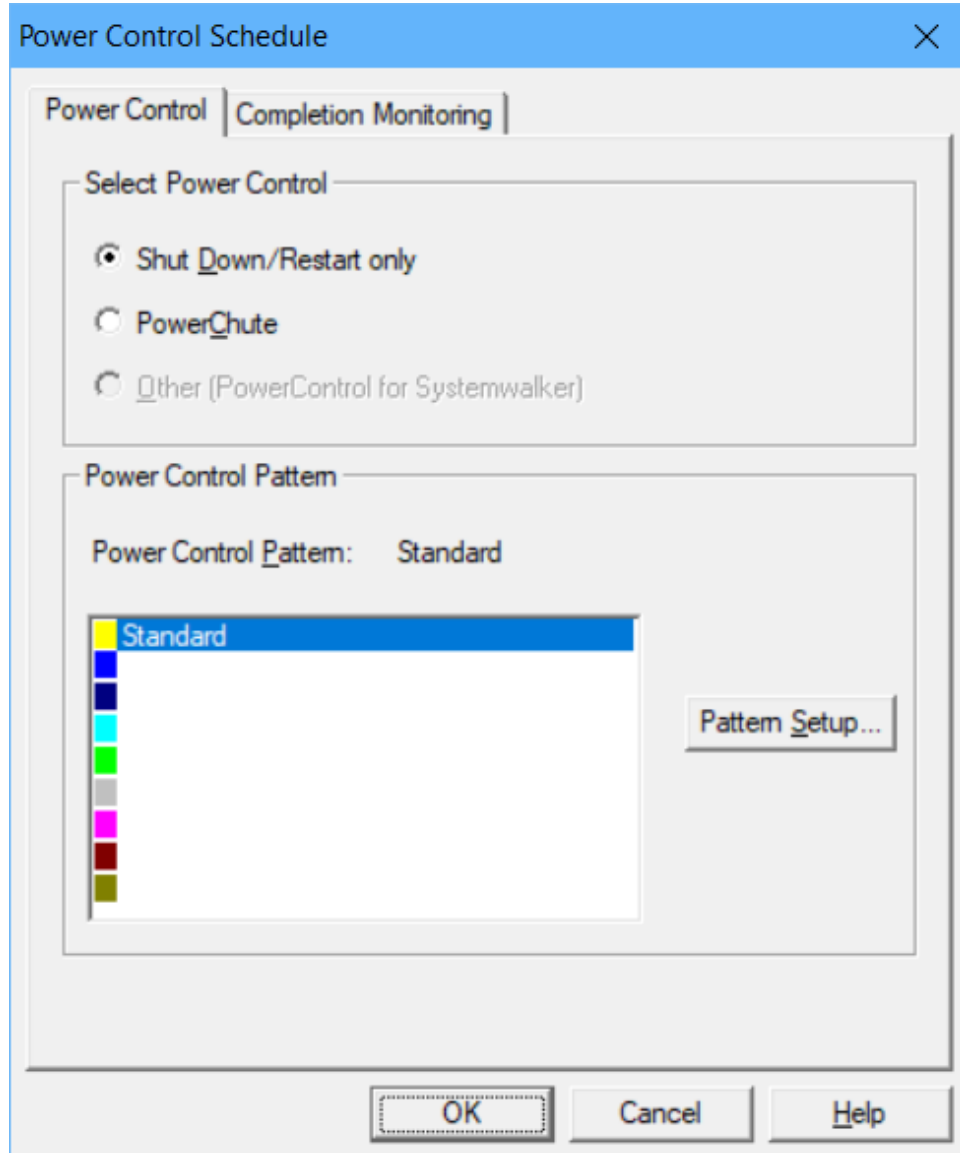 Power Control Schedule
Power Control
Completion Monitoring
Select Power Control
Shut Down/Restart only
PowerChute
Other (PowerControl for Systemwalker)
Power Control Pattern
Power Control Pattern: Standard
Standard
Pattern Setup...
OK Cancel Help